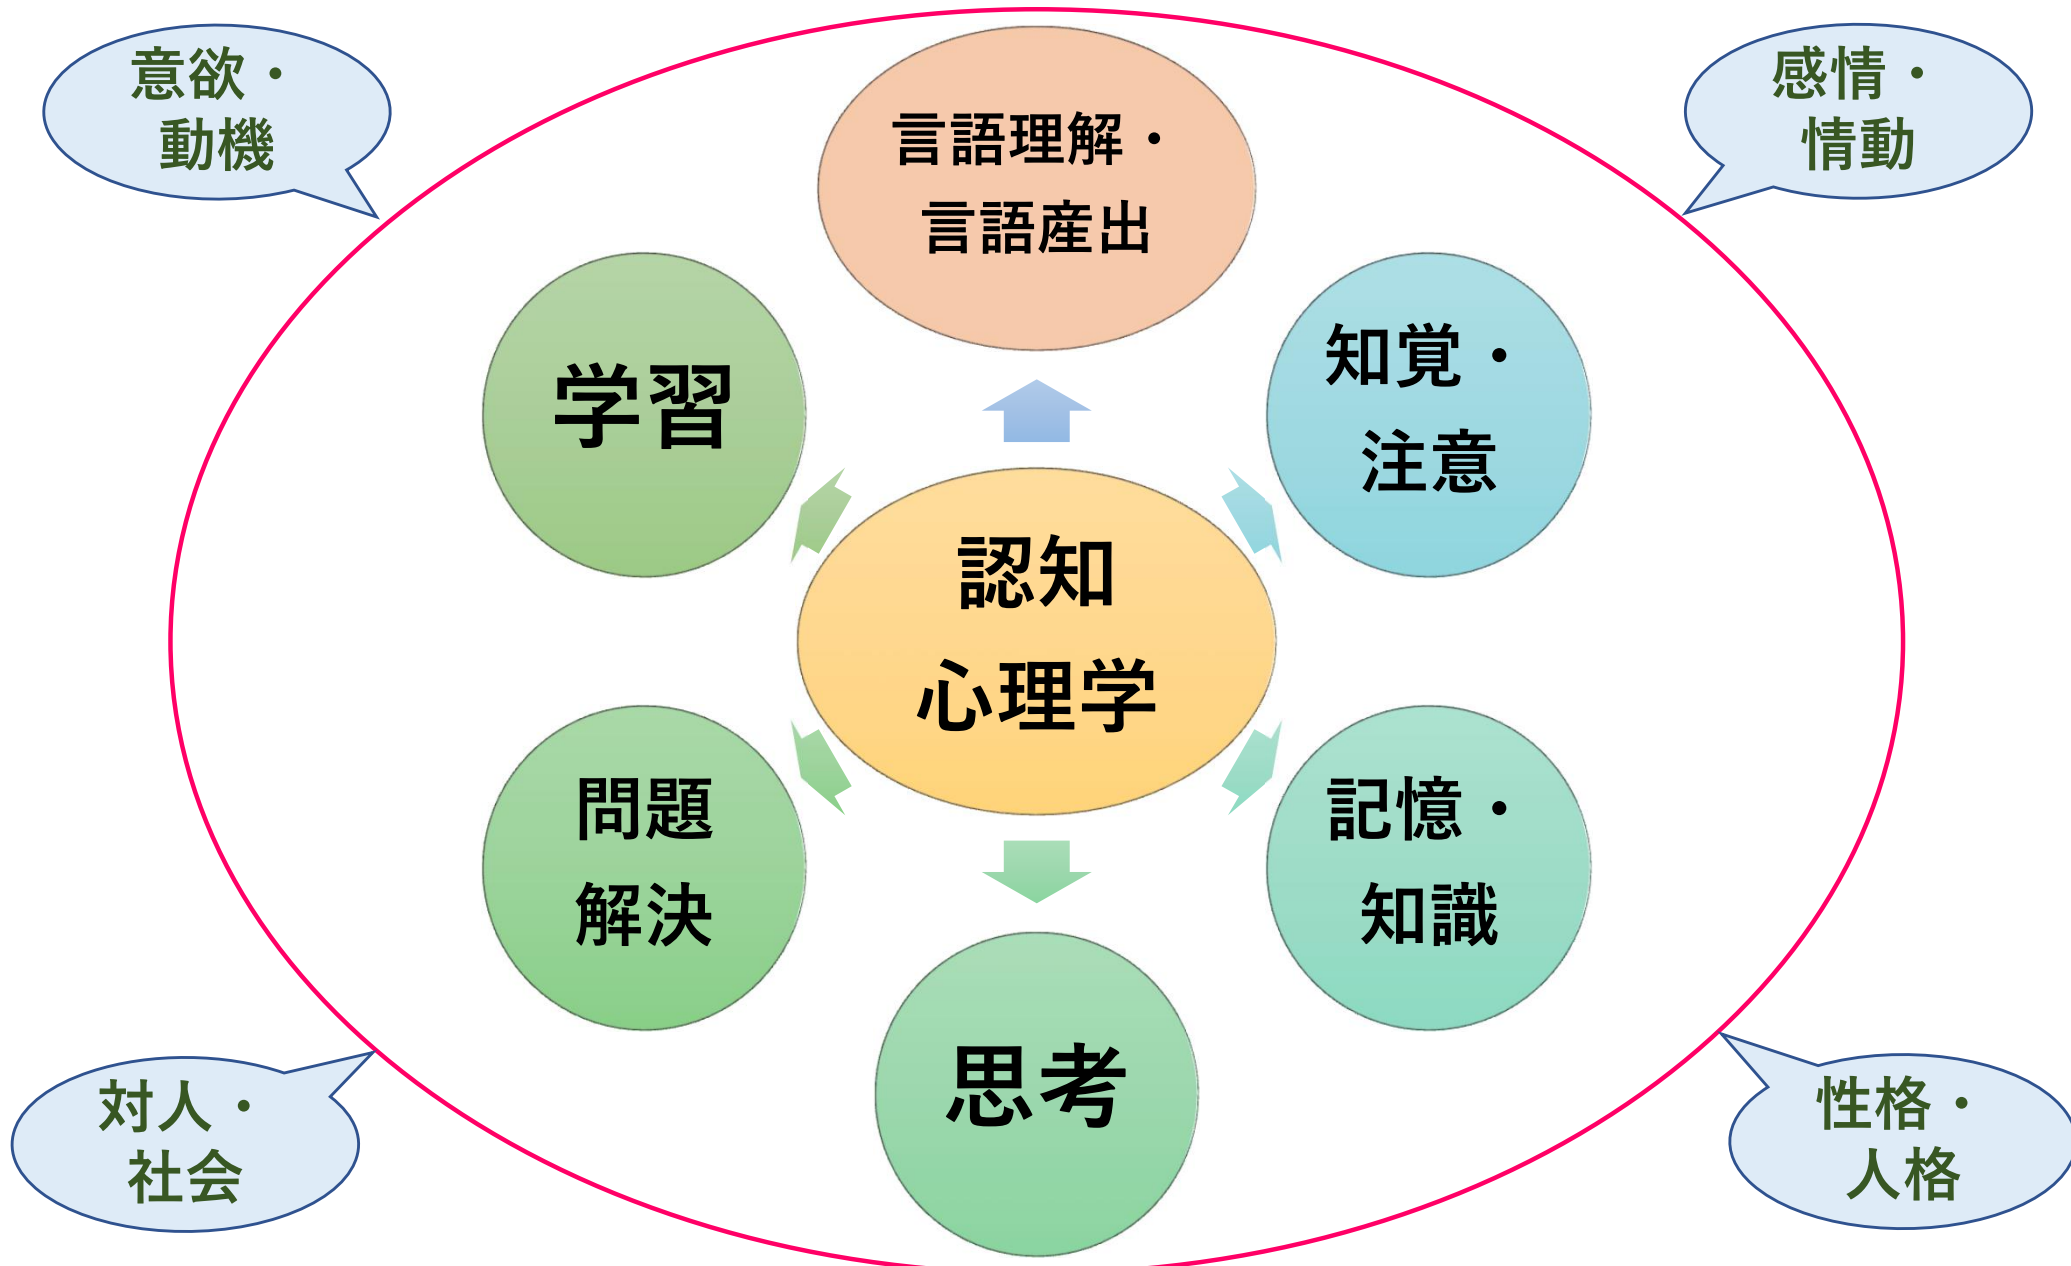 意欲・
動機
感情・
情動
言語理解・
言語産出
学習
知覚・
注意
認知
心理学
問題
解決
記憶・
知識
思考
対人・
社会
性格・
人格